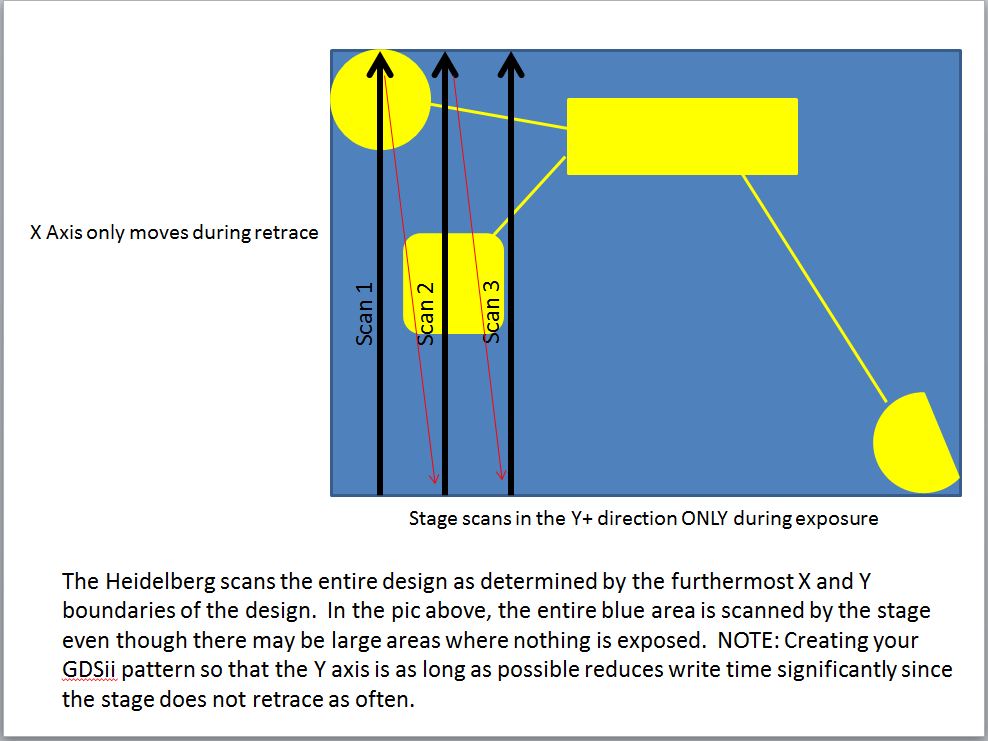 X Axis only moves during retrace
Scan 1
Scan 2
Scan 3
Stage scans in the Y+ direction ONLY during exposure
The Heidelberg scans the entire design as determined by the furthermost X and Y
boundaries of the design.  In the pic above, the entire blue area is scanned by the stage
even though there may be large areas where nothing is exposed.  NOTE: Creating your
GDSii pattern so that the Y axis is as long as possible reduces write time significantly since
the stage does not retrace as often.